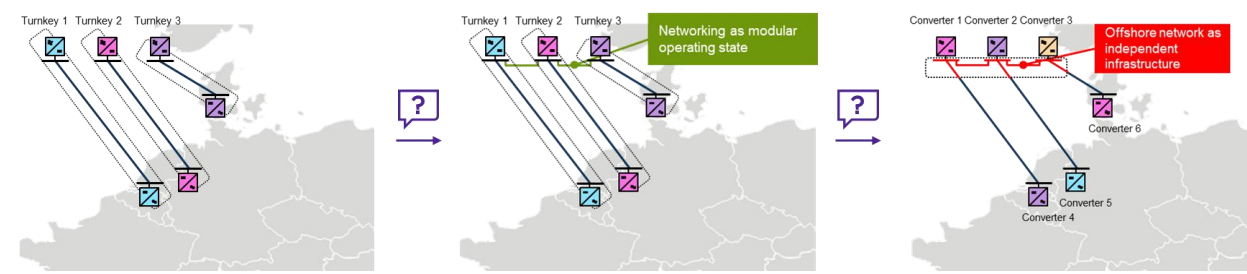 Turnkey 1 Turnkey 2 Turnkey 3
?
Turnkey 1 Turnkey 2 Turnkey 3
Networking as modular
operating state
?
Converter 1 Converter 2 Converter 3
Offshore network as
independent
infrastructure
Converter 6
Converter 5
Converter 4